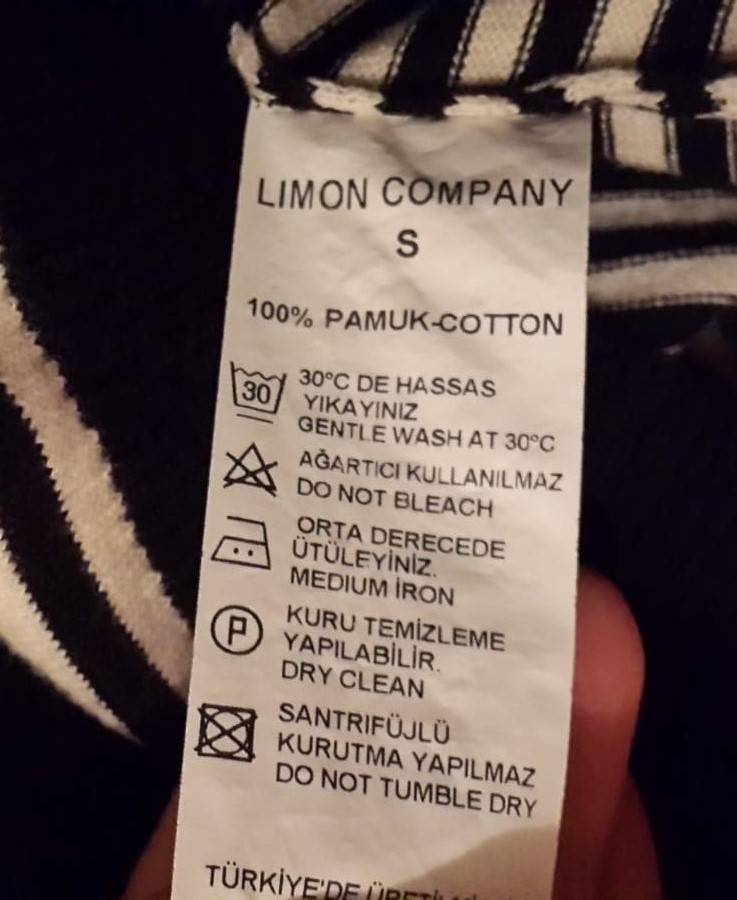 LIMON COMPANY
S
100% PAMUK-COTTON
30
30°C DE HASSAS
YIKAYINIZ
GENTLE WASH AT 30°C
AĞARTICI KULLANILMAZ
DO NOT BLEACH
ORTA DERECEDE
ÜTÜLEYİNİZ.
MEDIUM İRON
P
KURU TEMİZLEME
YAPILABİLİR.
DRY CLEAN
SANTRIFÜJLÜ
KURUTMA YAPILMAZ
DO NOT TUMBLE DRY
TÜRKİYE'DE